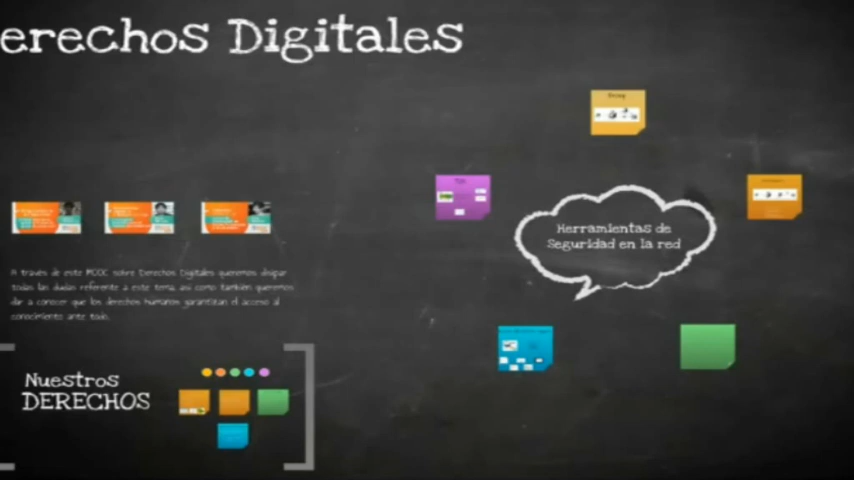 erechos Digitales
Herramientas de
Seguridad en la red
A través de este MOOC sobre Derechos Digitales queremos disipar
todas las dudas referente a este tema, así como también queremos
dar a conocer que los derechos humanos garantizan el acceso al
conocimiento ante todo.
Nuestros
DERECHOS